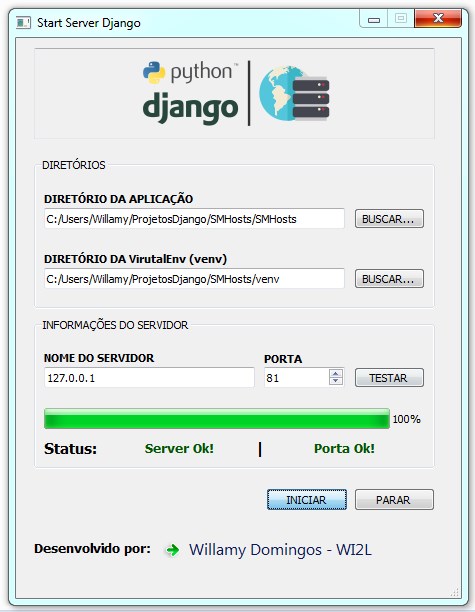 Start Server Django
python™
django
DIRETÓRIOS
DIRETÓRIO DA APLICAÇÃO
C:/Users/Willamy/ProjetosDjango/SMHosts/SMHosts
BUSCAR...
DIRETÓRIO DA VirutalEnv (venv)
C:/Users/Willamy/ProjetosDjango/SMHosts/venv
BUSCAR...
INFORMAÇÕES DO SERVIDOR
NOME DO SERVIDOR PORTA
127.0.0.1 81 TESTAR
100%
Status: Server Ok! | Porta Ok!
INICIAR PARAR
Desenvolvido por: Willamy Domingos - WI2L